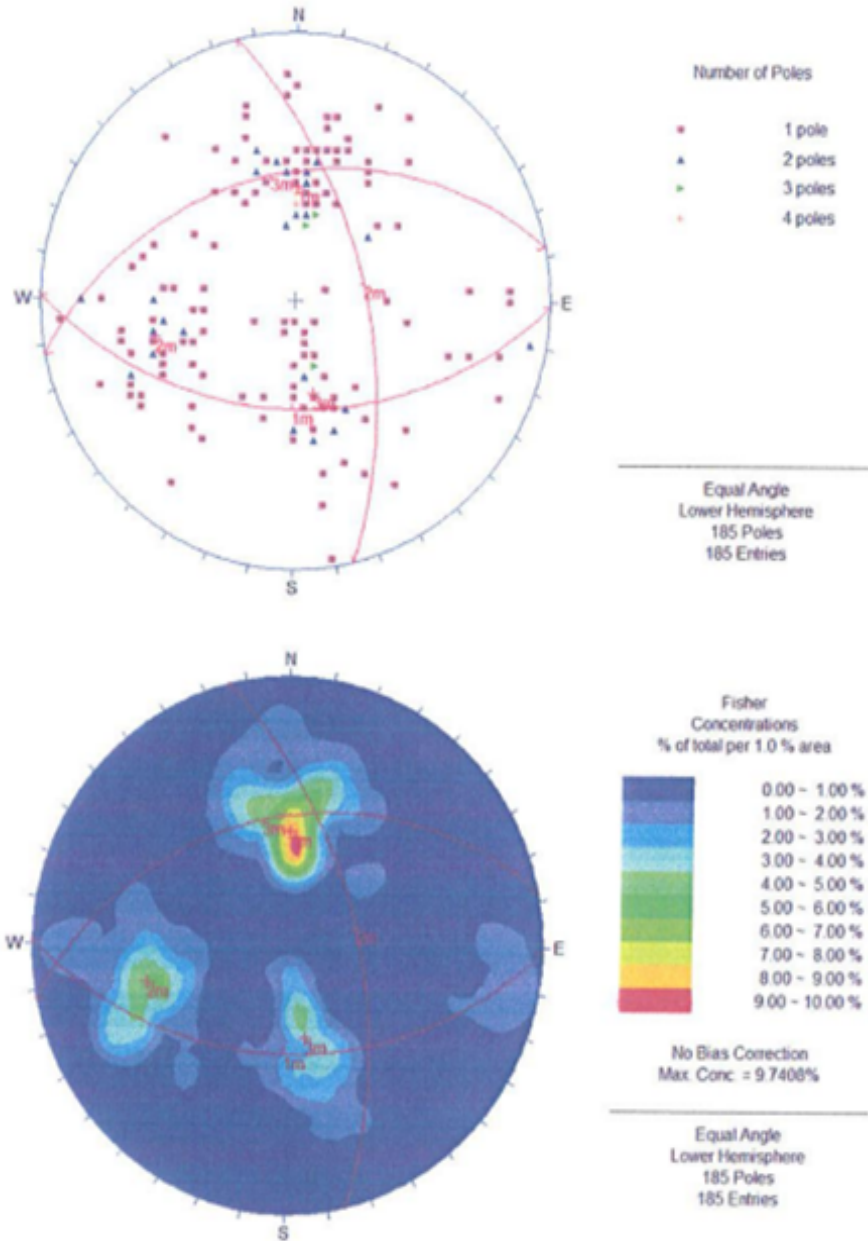 N
W
E
S
2m
2m
1m
Number of Poles
1 pole
2 poles
3 poles
4 poles
Equal Angle
Lower Hemisphere
185 Poles
185 Entries
N
W
E
S
1m
Fisher
Concentrations
% of total per 1.0 % area
0.00 ~ 1.00 %
1.00 ~ 2.00 %
2.00 ~ 3.00 %
3.00 ~ 4.00 %
4.00 ~ 5.00 %
5.00 ~ 6.00 %
6.00 ~ 7.00 %
7.00 ~ 8.00 %
8.00 ~ 9.00 %
9.00 ~ 10.00 %
No Bias Correction
Max. Conc. = 9.7408%
Equal Angle
Lower Hemisphere
185 Poles
185 Entries